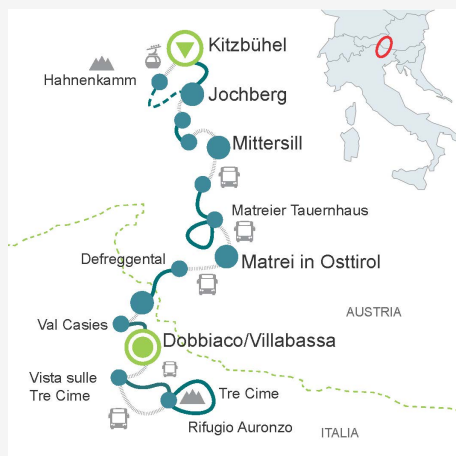 Kitzbühel
Hahnenkamm
Jochberg
Mittersill
Matreier Tauernhaus
Defreggental
Matrei in Osttirol
AUSTRIA
Val Casies
Dobbiaco/Villabassa
Vista sulle
Tre Cime
Tre Cime
Rifugio Auronzo
ITALIA